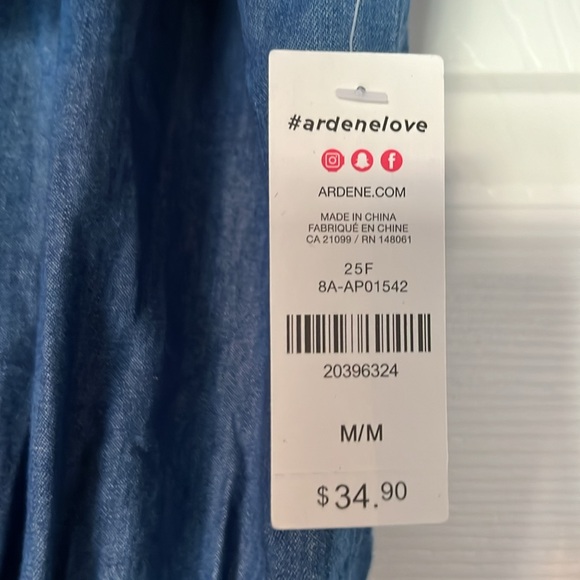 #ardenelove
ARDENE.COM
MADE IN CHINA
FABRIQUÉ EN CHINE
CA 21099 / RN 148061
25F
8A-AP01542
20396324
M/M
$34.90